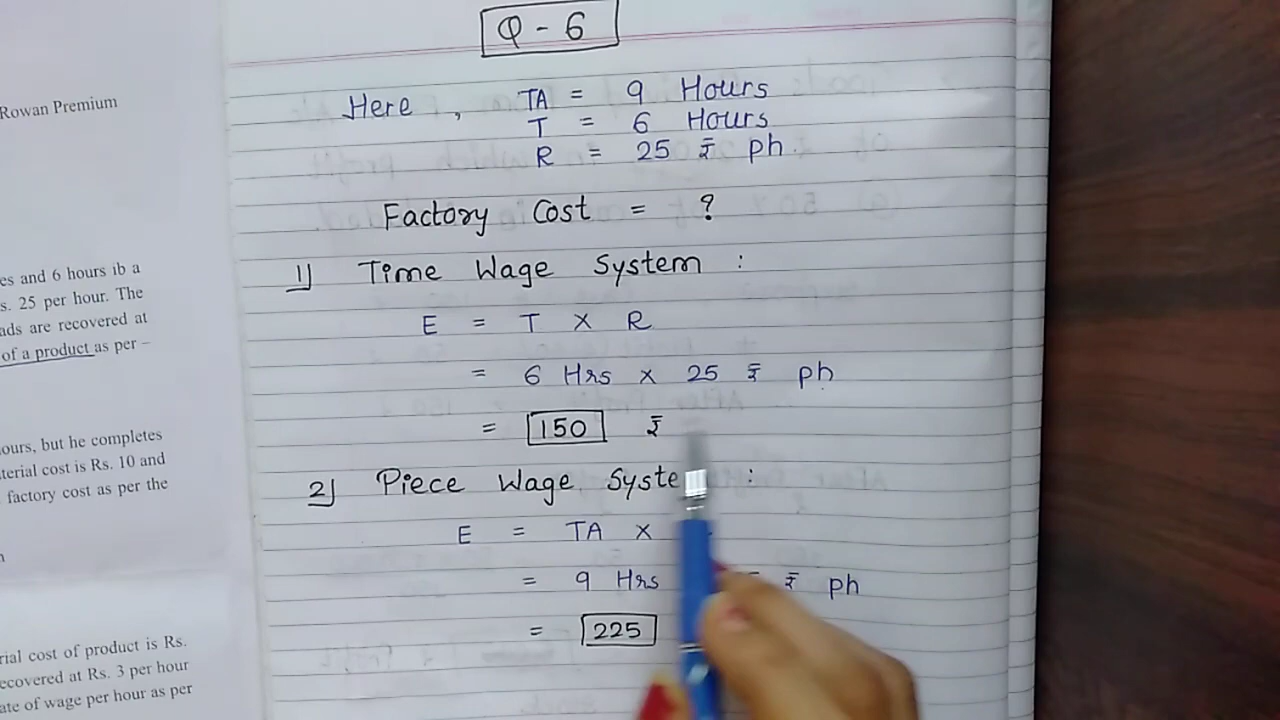 Rowan Premium
es and 6 hours ib a
s. 25 per hour. The
ads are recovered at
of a product as per –
ours, but he completes
terial cost is Rs. 10 and
factory cost as per the
rial cost of product is Rs.
ecovered at Rs. 3 per hour
ate of wage per hour as per
Q - 6
Here , TA = 9 Hours
T = 6 Hours
R = 25 ₹ ph.
Factory Cost = ?
1) Time Wage System :
E = T X R
= 6 Hrs x 25 ₹ ph
= 150 ₹
2) Piece Wage Syste :
E = TA X
= 9 Hrs ₹ ph
= 225